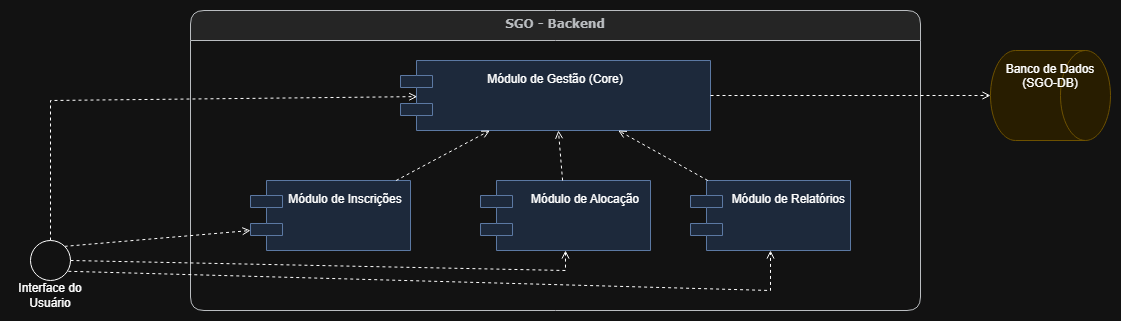 SGO - Backend
Módulo de Gestão (Core)
Banco de Dados
(SGO-DB)
Módulo de Inscrições
Módulo de Alocação
Módulo de Relatórios
Interface do
Usuário